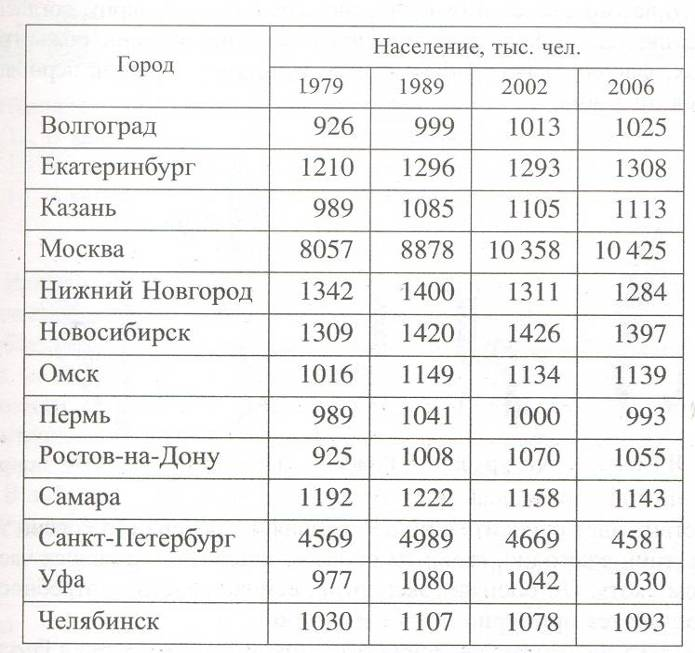 Город Население, тыс. чел.
1979 1989 2002 2006
Волгоград 926 999 1013 1025
Екатеринбург 1210 1296 1293 1308
Казань 989 1085 1105 1113
Москва 8057 8878 10 358 10 425
Нижний Новгород 1342 1400 1311 1284
Новосибирск 1309 1420 1426 1397
Омск 1016 1149 1134 1139
Пермь 989 1041 1000 993
Ростов-на-Дону 925 1008 1070 1055
Самара 1192 1222 1158 1143
Санкт-Петербург 4569 4989 4669 4581
Уфа 977 1080 1042 1030
Челябинск 1030 1107 1078 1093